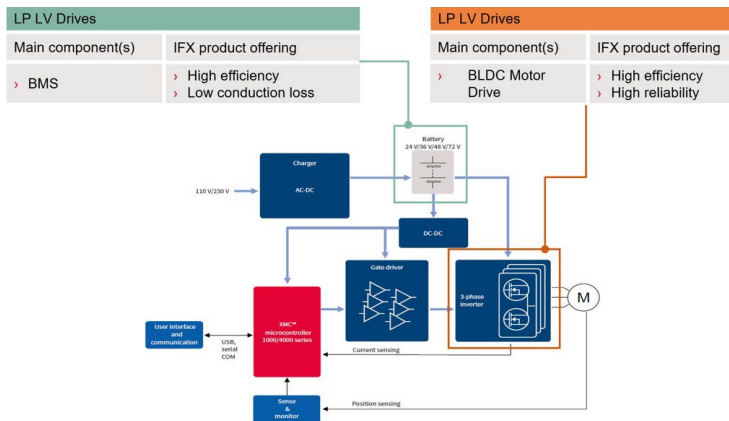 LP LV Drives
Main component(s)
IFX product offering
› BMS
› High efficiency
› Low conduction loss
LP LV Drives
Main component(s)
IFX product offering
› BLDC Motor
Drive
› High efficiency
› High reliability
Battery
24 V/36 V/48 V/72 V
Charger
AC-DC
110 V/230 V
DC-DC
Gate driver
3-phase
inverter
M
XMC™
microcontroller
1000/4000 series
User interface
and
communication
USB,
serial
COM
Current sensing
Sense
&
monitor
Position sensing